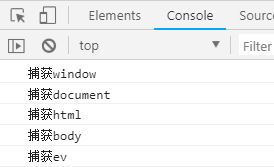 Elements Console Source
top Filter
捕获window
捕获document
捕获html
捕获body
捕获ev